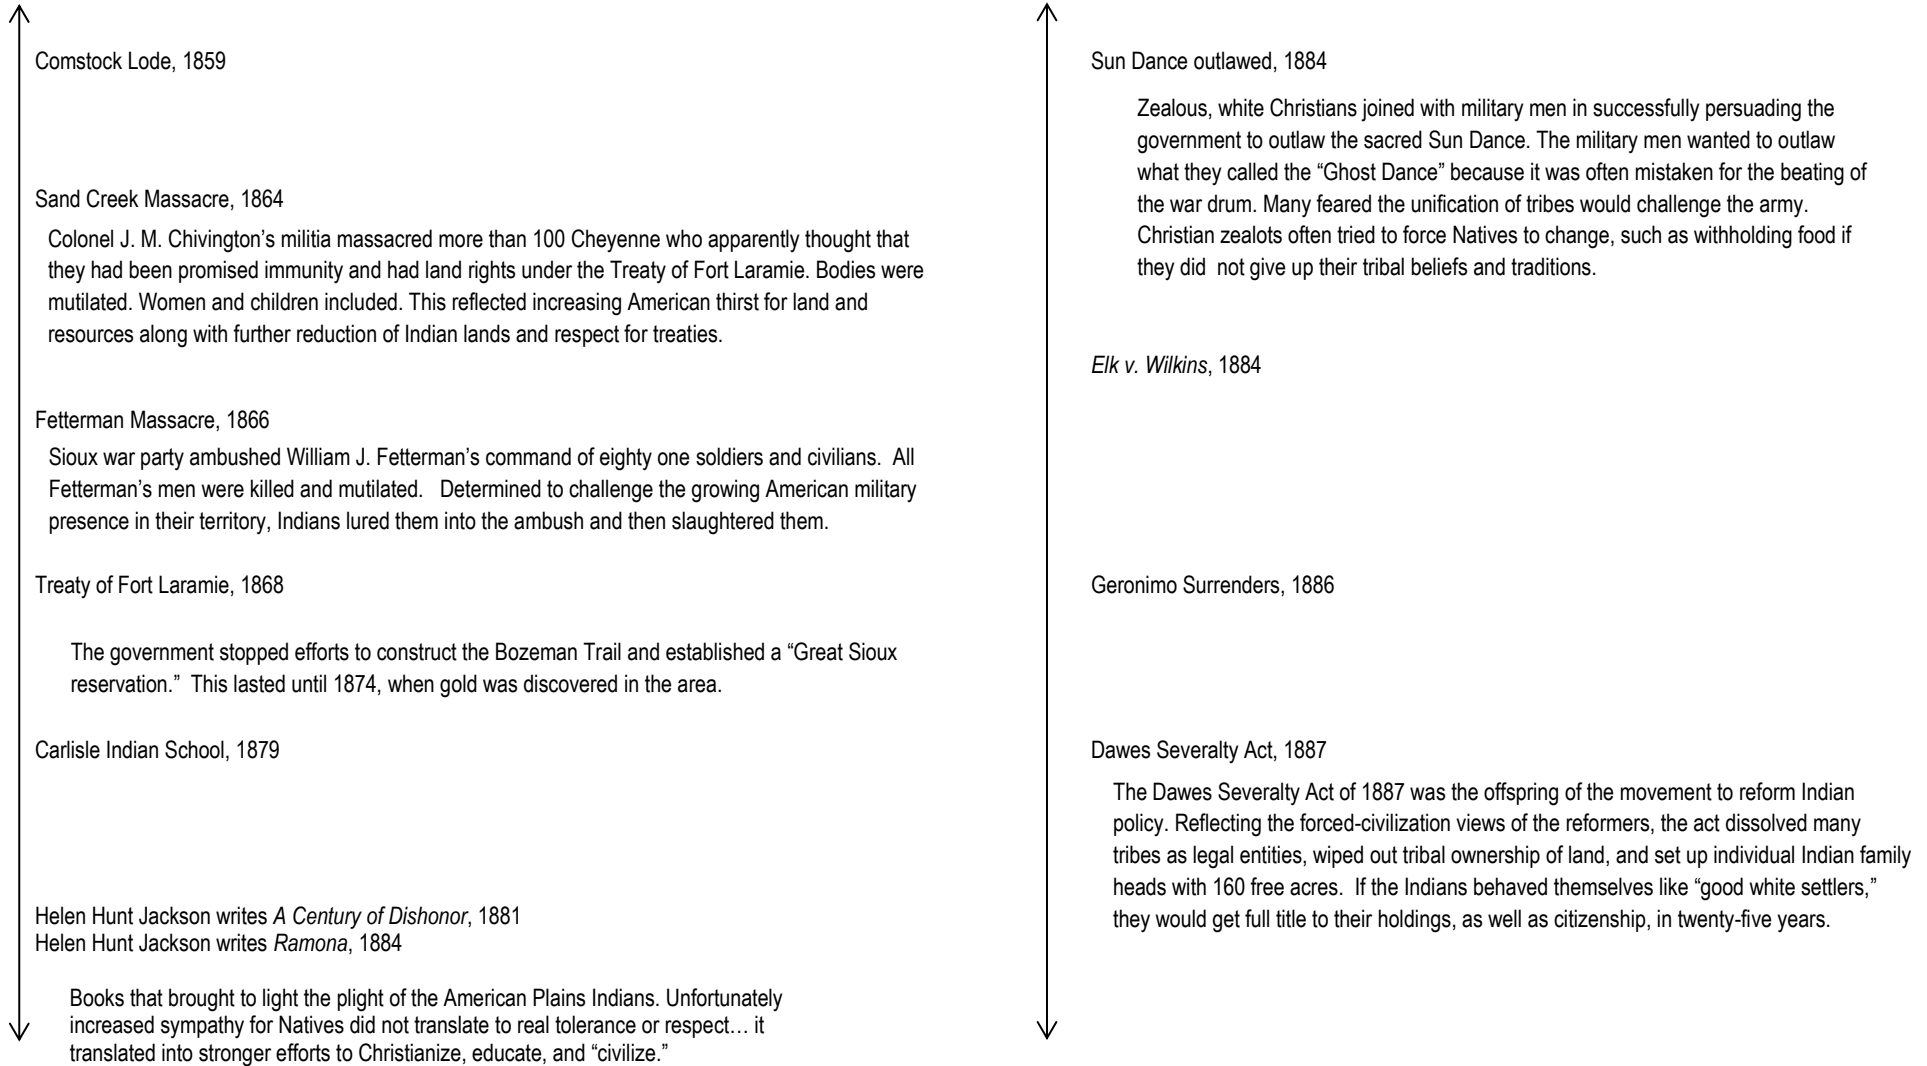 Comstock Lode, 1859
Sand Creek Massacre, 1864
Colonel J. M. Chivington’s militia massacred more than 100 Cheyenne who apparently thought that
they had been promised immunity and had land rights under the Treaty of Fort Laramie. Bodies were
mutilated. Women and children included. This reflected increasing American thirst for land and
resources along with further reduction of Indian lands and respect for treaties.
Fetterman Massacre, 1866
Sioux war party ambushed William J. Fetterman’s command of eighty one soldiers and civilians.  All
Fetterman’s men were killed and mutilated.   Determined to challenge the growing American military
presence in their territory, Indians lured them into the ambush and then slaughtered them.
Treaty of Fort Laramie, 1868
The government stopped efforts to construct the Bozeman Trail and established a “Great Sioux
reservation.”  This lasted until 1874, when gold was discovered in the area.
Carlisle Indian School, 1879
Helen Hunt Jackson writes A Century of Dishonor, 1881
Helen Hunt Jackson writes Ramona, 1884
Books that brought to light the plight of the American Plains Indians. Unfortunately
increased sympathy for Natives did not translate to real tolerance or respect… it
translated into stronger efforts to Christianize, educate, and “civilize.”
Sun Dance outlawed, 1884
Zealous, white Christians joined with military men in successfully persuading the
government to outlaw the sacred Sun Dance. The military men wanted to outlaw
what they called the “Ghost Dance” because it was often mistaken for the beating of
the war drum. Many feared the unification of tribes would challenge the army.
Christian zealots often tried to force Natives to change, such as withholding food if
they did  not give up their tribal beliefs and traditions.
Elk v. Wilkins, 1884
Geronimo Surrenders, 1886
Dawes Severalty Act, 1887
The Dawes Severalty Act of 1887 was the offspring of the movement to reform Indian
policy. Reflecting the forced-civilization views of the reformers, the act dissolved many
tribes as legal entities, wiped out tribal ownership of land, and set up individual Indian family
heads with 160 free acres.  If the Indians behaved themselves like “good white settlers,”
they would get full title to their holdings, as well as citizenship, in twenty-five years.